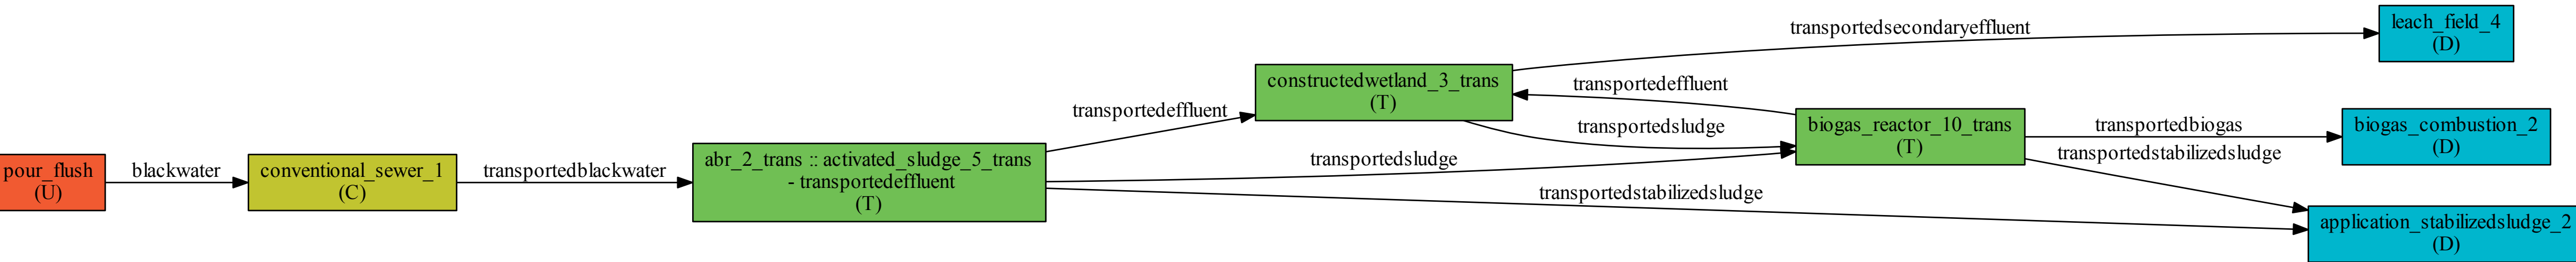 pour_flush
(U)
blackwater
conventional_sewer_1
(C)
transportedblackwater
abr_2_trans :: activated_sludge_5_trans
- transportedeffluent
(T)
transportedeffluent
transportedsludge
transportedstabilizedsludge
constructedwetland_3_trans
(T)
transportedsecondaryeffluent
transportedeffluent
transportedsludge
biogas_reactor_10_trans
(T)
transportedbiogas
transportedstabilizedsludge
leach_field_4
(D)
biogas_combustion_2
(D)
application_stabilizedsludge_2
(D)